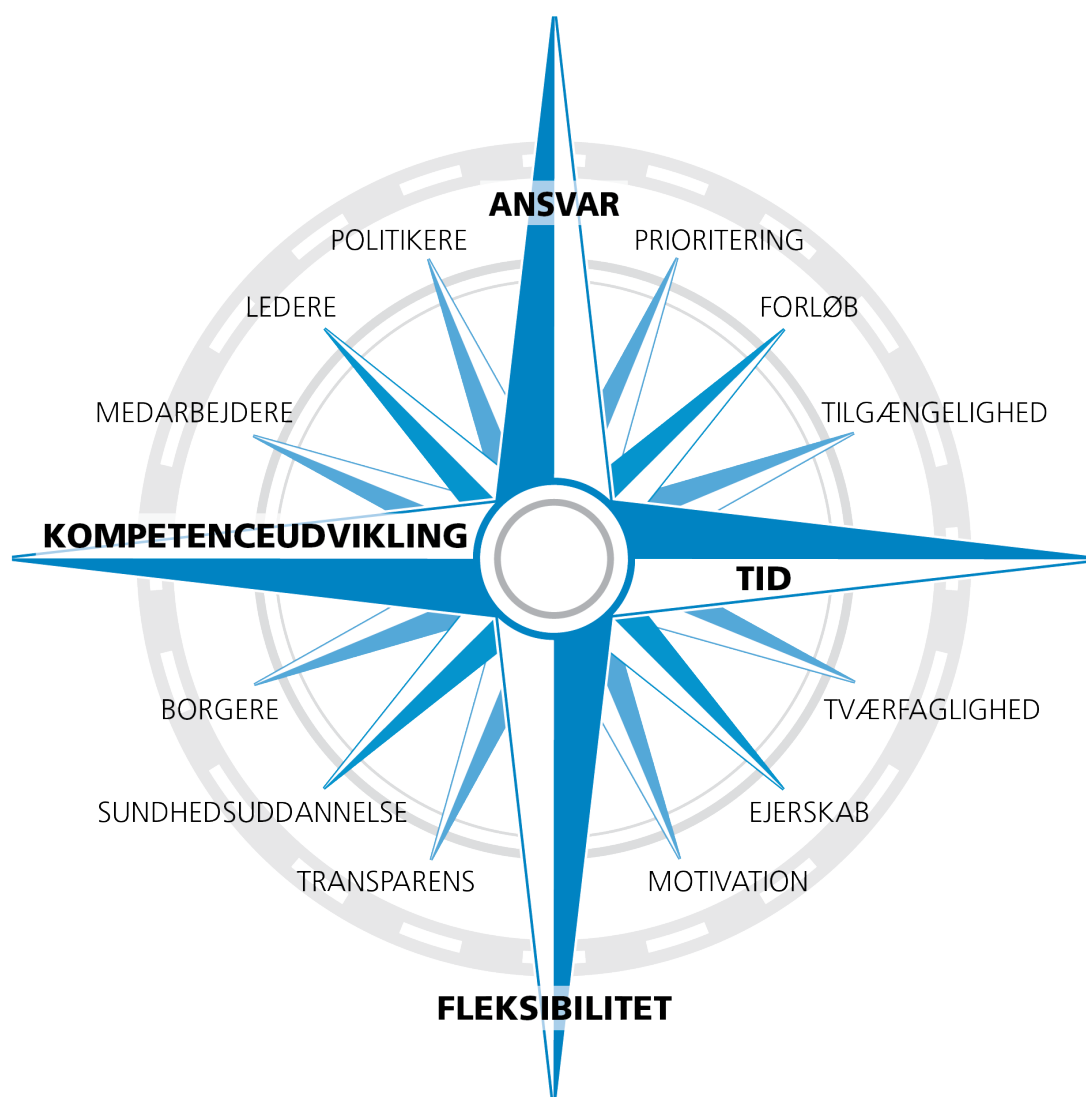 ANSVAR
POLITIKERE
PRIORITERING
LEDERE
FORLØB
MEDARBEJDERE
TILGÆNGELIGHED
KOMPETENCEUDVIKLING
TID
BORGERE
TVÆRFAGLIGHED
SUNDHEDSUDDANNELSE
EJERSKAB
TRANSPARENS
MOTIVATION
FLEKSIBILITET